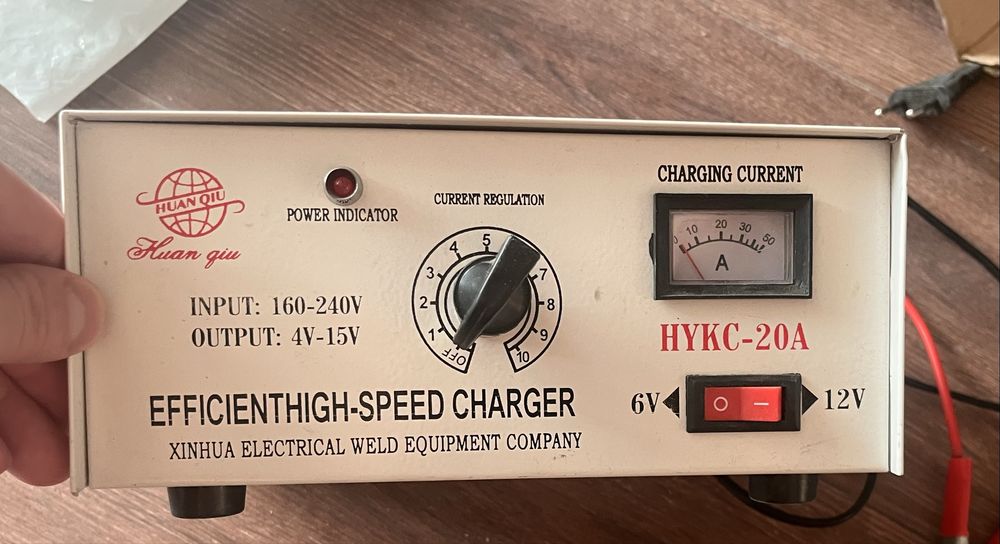 HUAN QIU
Huan qiu
POWER INDICATOR
INPUT: 160-240V
OUTPUT: 4V-15V
CURRENT REGULATION
OFF 1 2 3 4 5 7 8 9 10
CHARGING CURRENT
0 10 20 30 50
A
HYKC-20A
6V O — 12V
EFFICIENTHIGH-SPEED CHARGER
XINHUA ELECTRICAL WELD EQUIPMENT COMPANY